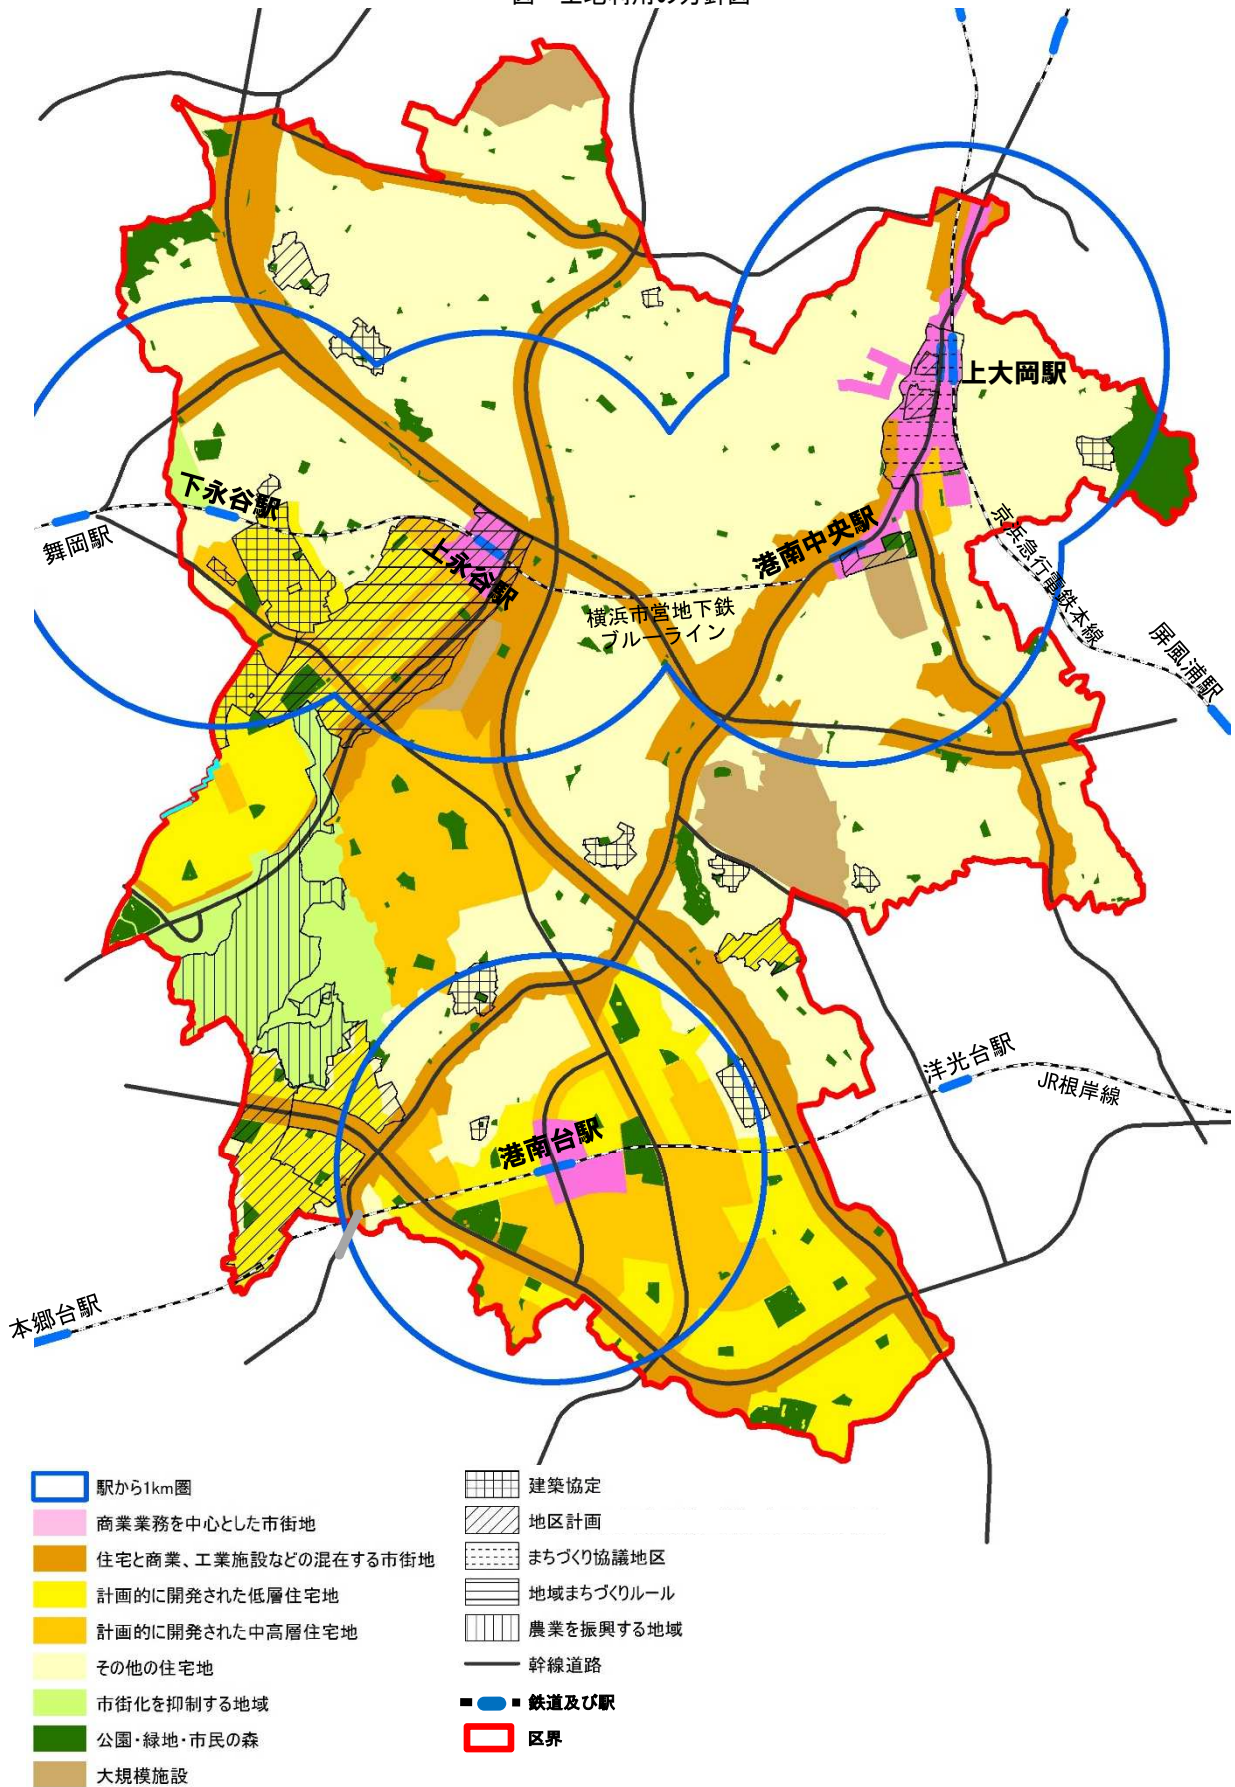 図 土地利用の方針図
上大岡駅
下永谷駅
舞岡駅
上永谷駅
港南中央駅
京浜急行電鉄本線
横浜市営地下鉄
ブルーライン
屏風浦駅
洋光台駅
JR根岸線
港南台駅
本郷台駅
駅から1km圏
商業業務を中心とした市街地
住宅と商業、工業施設などの混在する市街地
計画的に開発された低層住宅地
計画的に開発された中高層住宅地
その他の住宅地
市街化を抑制する地域
公園・緑地・市民の森
大規模施設
建築協定
地区計画
まちづくり協議地区
地域まちづくりルール
農業を振興する地域
幹線道路
鉄道及び駅
区界